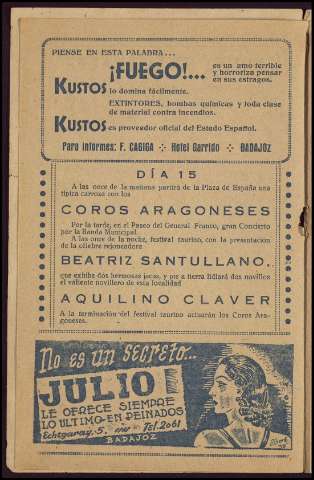 PIENSE EN ESTA PALABRA...
¡FUEGO!... es un amo terrible
y horroriza pensar
en sus estragos.
KUSTOS lo domina fácilmente.
EXTINTORES, bombas químicas y toda clase
de material contra incendios.
KUSTOS es proveedor oficial del Estado Español.
Para informes: F. CABIGA Hotel Garrido BADAJOZ
DÍA 15
A las once de la mañana partirá de la Plaza de España una
típica carroza con los
COROS ARAGONESES
Por la tarde, en el Paseo del General Franco, gran Concierto
por la Banda Municipal.
A las once de la noche, festival taurino, con la presentación
de la célebre rejoneadora
BEATRIZ SANTULLANO,
que exhibe dos hermosas jacas, y pie a tierra lidiará dos novillos
el valiente novillero de esta localidad
AQUILINO CLAVER
A la terminación del festival taurino actuarán los Coros Ara-
goneses.
No es un secreto...
JULIO
LE OFRECE SIEMPRE
LO ULTIMO EN PEINADOS
Echegaray, 5. Tel. 2061
BADAJOZ